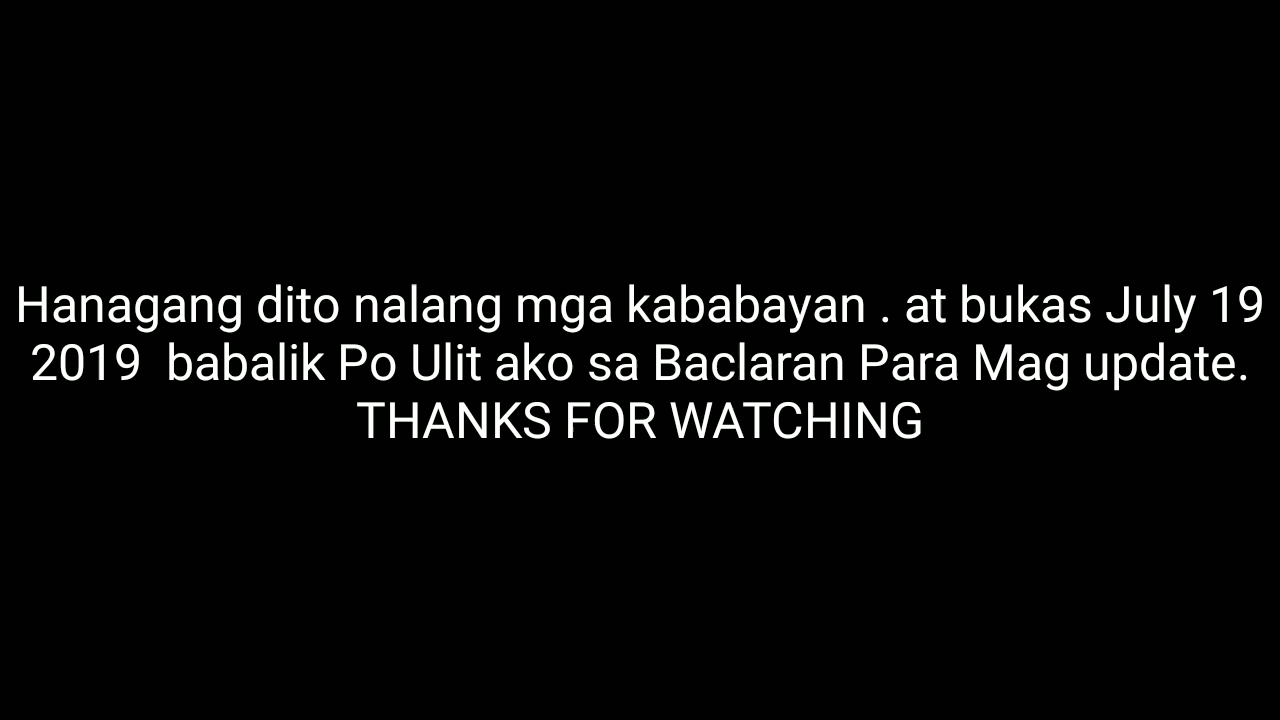 Hanagang dito nalang mga kababayan . at bukas July 19
2019  babalik Po Ulit ako sa Baclaran Para Mag update.
THANKS FOR WATCHING